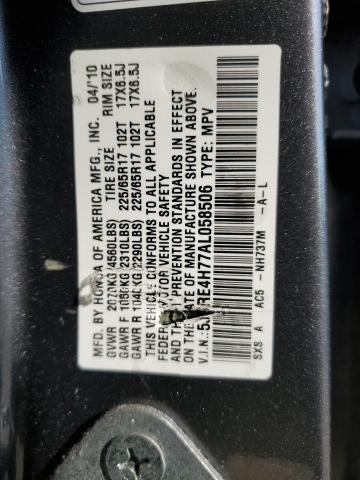 MFD. BY HONDA OF AMERICA MFG., INC. 04/'10
GVWR 2070KG(4560LBS) TIRE SIZE RIM SIZE
GAWR F 1050KG(2310LBS) 225/65R17 102T 17X6.5J
GAWR R 1040KG(2290LBS) 225/65R17 102T 17X6.5J
THIS VEHICLE CONFORMS TO ALL APPLICABLE
FEDERAL MOTOR VEHICLE SAFETY
AND THEFT PREVENTION STANDARDS IN EFFECT
ON THE DATE OF MANUFACTURE SHOWN ABOVE.
V.I.N.: TYPE: MPV
SXS A AC5 -NH737M -A-L